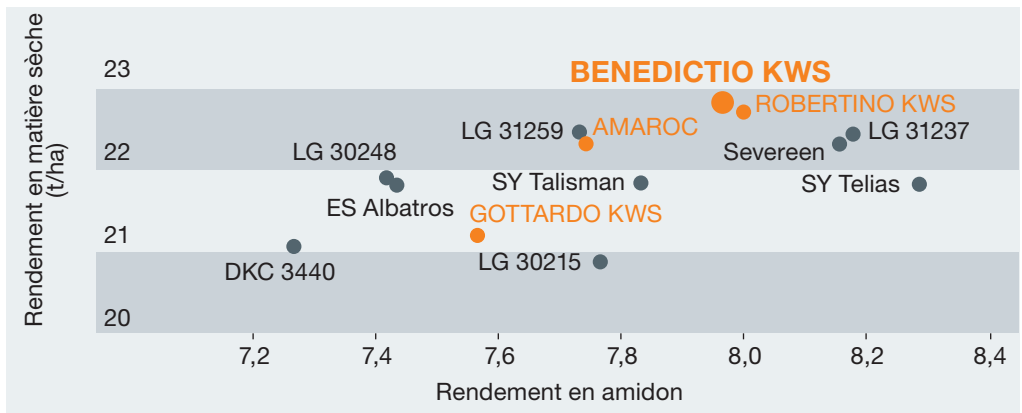 Rendement en matière sèche
(t/ha)
23
BENEDICTIO KWS
ROBERTINO KWS
LG 31259
AMAROC
LG 31237
22
LG 30248
Severeen
SY Talisman
SY Telias
ES Albatros
GOTTARDO KWS
21
DKC 3440
LG 30215
20
7,2
7,4
7,6
7,8
8,0
8,2
8,4
Rendement en amidon